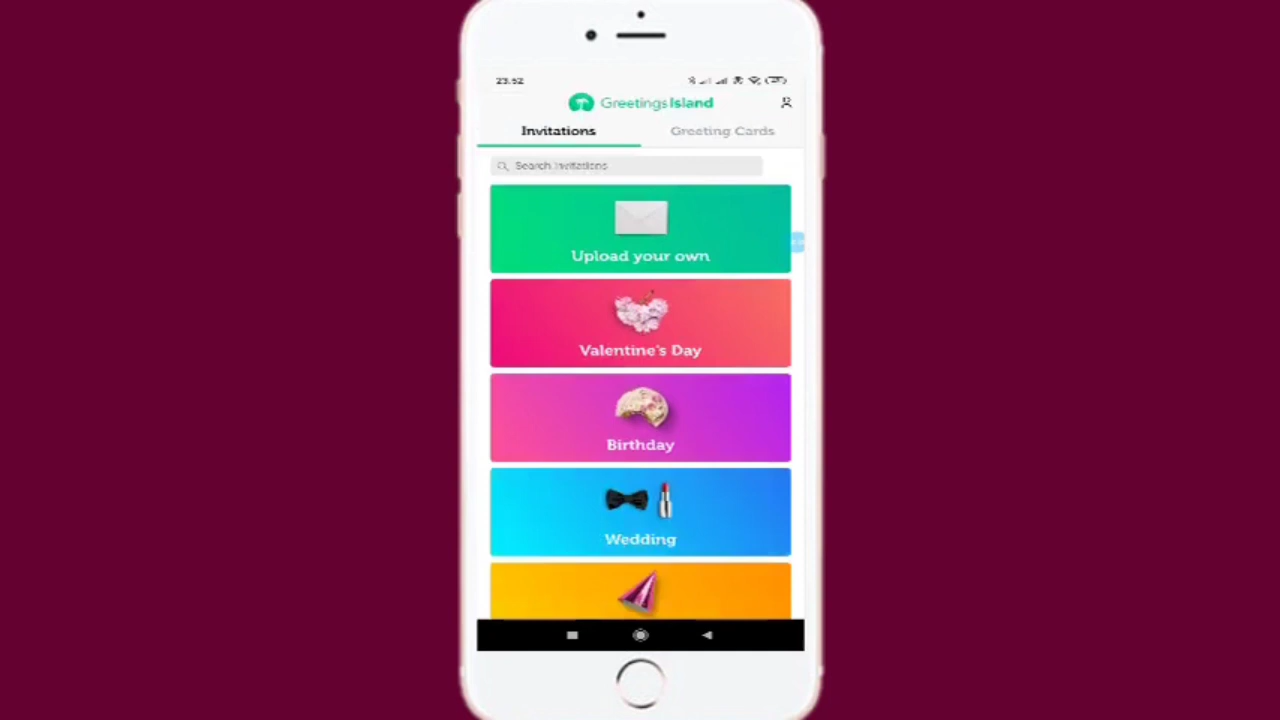 23:52
Greetings Island
Invitations
Greeting Cards
Search Invitations
Upload your own
Valentine's Day
Birthday
Wedding